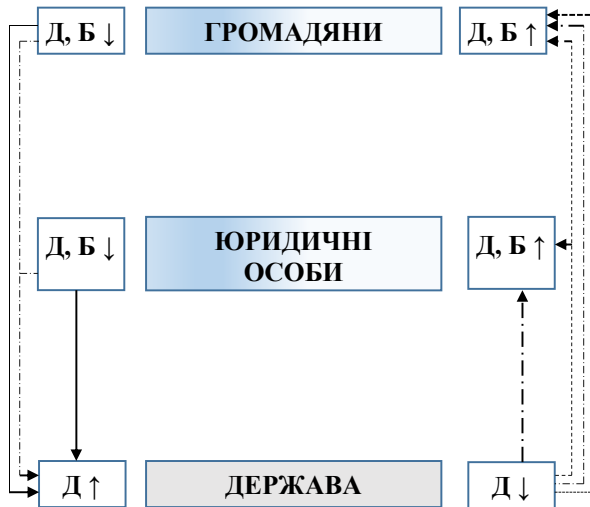 Д, Б ↓
ГРОМАДЯНИ
Д, Б ↑
Д, Б ↓
ЮРИДИЧНІ
ОСОБИ
Д, Б ↑
Д ↑
ДЕРЖАВА
Д ↓